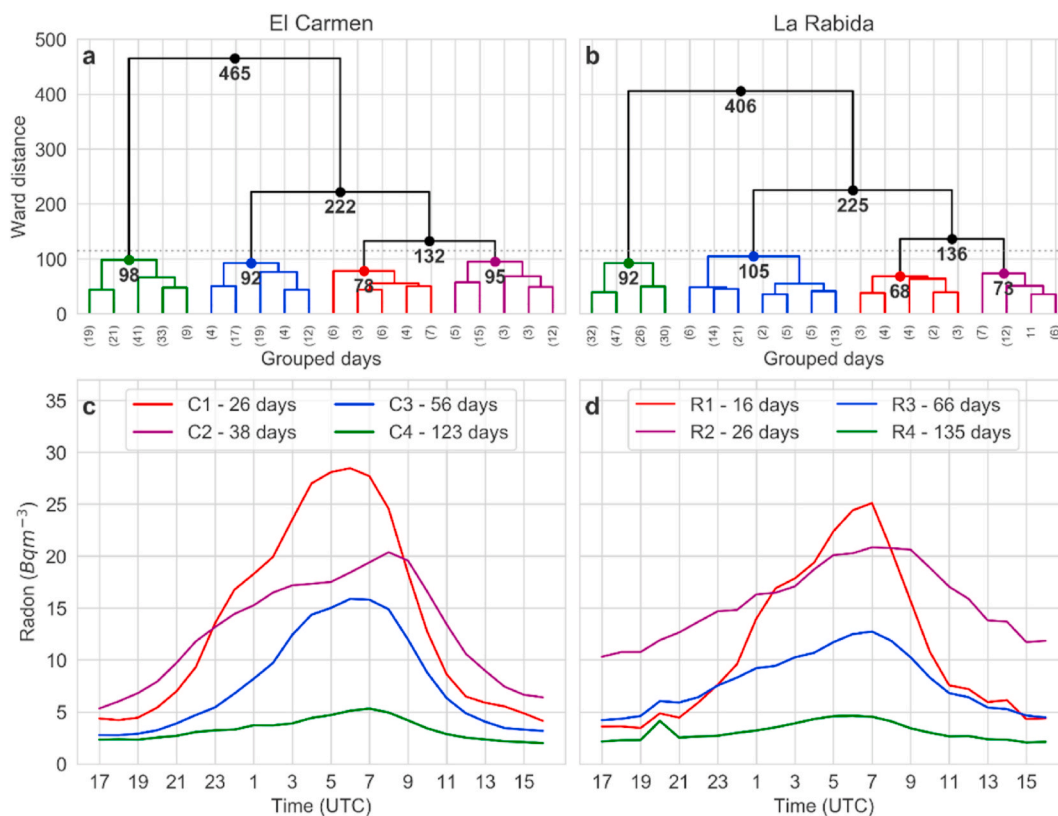 El Carmen
La Rabida
a
b
Ward distance
500
400
300
200
100
0
465
222
132
98
92
78
95
406
225
136
92
105
68
73
(19) (21) (41) (33) (9) (4) (17) (19) (4) (12) (6) (3) (6) (4) (7) (5) (15) (3) (3) (12)
(32) (47) (26) (30) (6) (14) (21) (2) (5) (5) (13) (3) (4) (4) (2) (3) (7) (12) 11 (6)
Grouped days
Grouped days
c
C1 - 26 days
C2 - 38 days
C3 - 56 days
C4 - 123 days
d
R1 - 16 days
R2 - 26 days
R3 - 66 days
R4 - 135 days
Radon (Bqm⁻³)
35
30
25
20
15
10
5
0
17 19 21 23 1 3 5 7 9 11 13 15
17 19 21 23 1 3 5 7 9 11 13 15
Time (UTC)
Time (UTC)